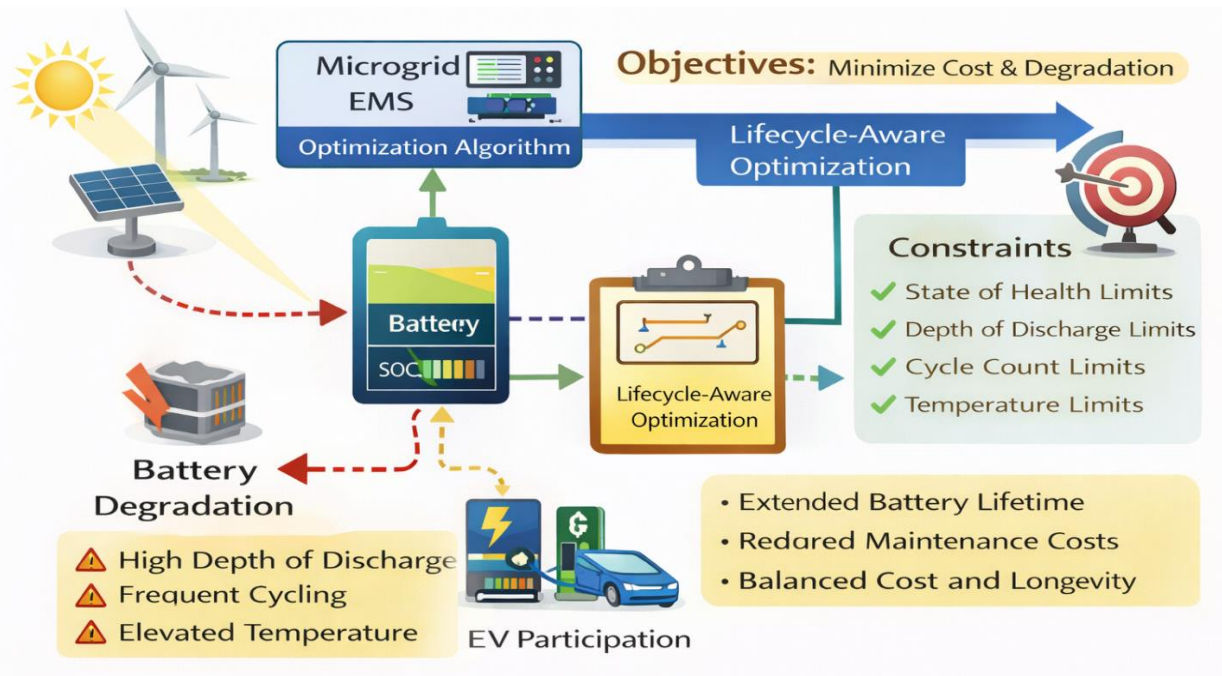 Microgrid
EMS
Optimization Algorithm
Objectives: Minimize Cost & Degradation
Lifecycle-Aware
Optimization
Constraints
State of Health Limits
Depth of Discharge Limits
Cycle Count Limits
Temperature Limits
Battery
SOC
Lifecycle-Aware
Optimization
Battery
Degradation
High Depth of Discharge
Frequent Cycling
Elevated Temperature
EV Participation
• Extended Battery Lifetime
• Redared Maintenance Costs
• Balanced Cost and Longevity